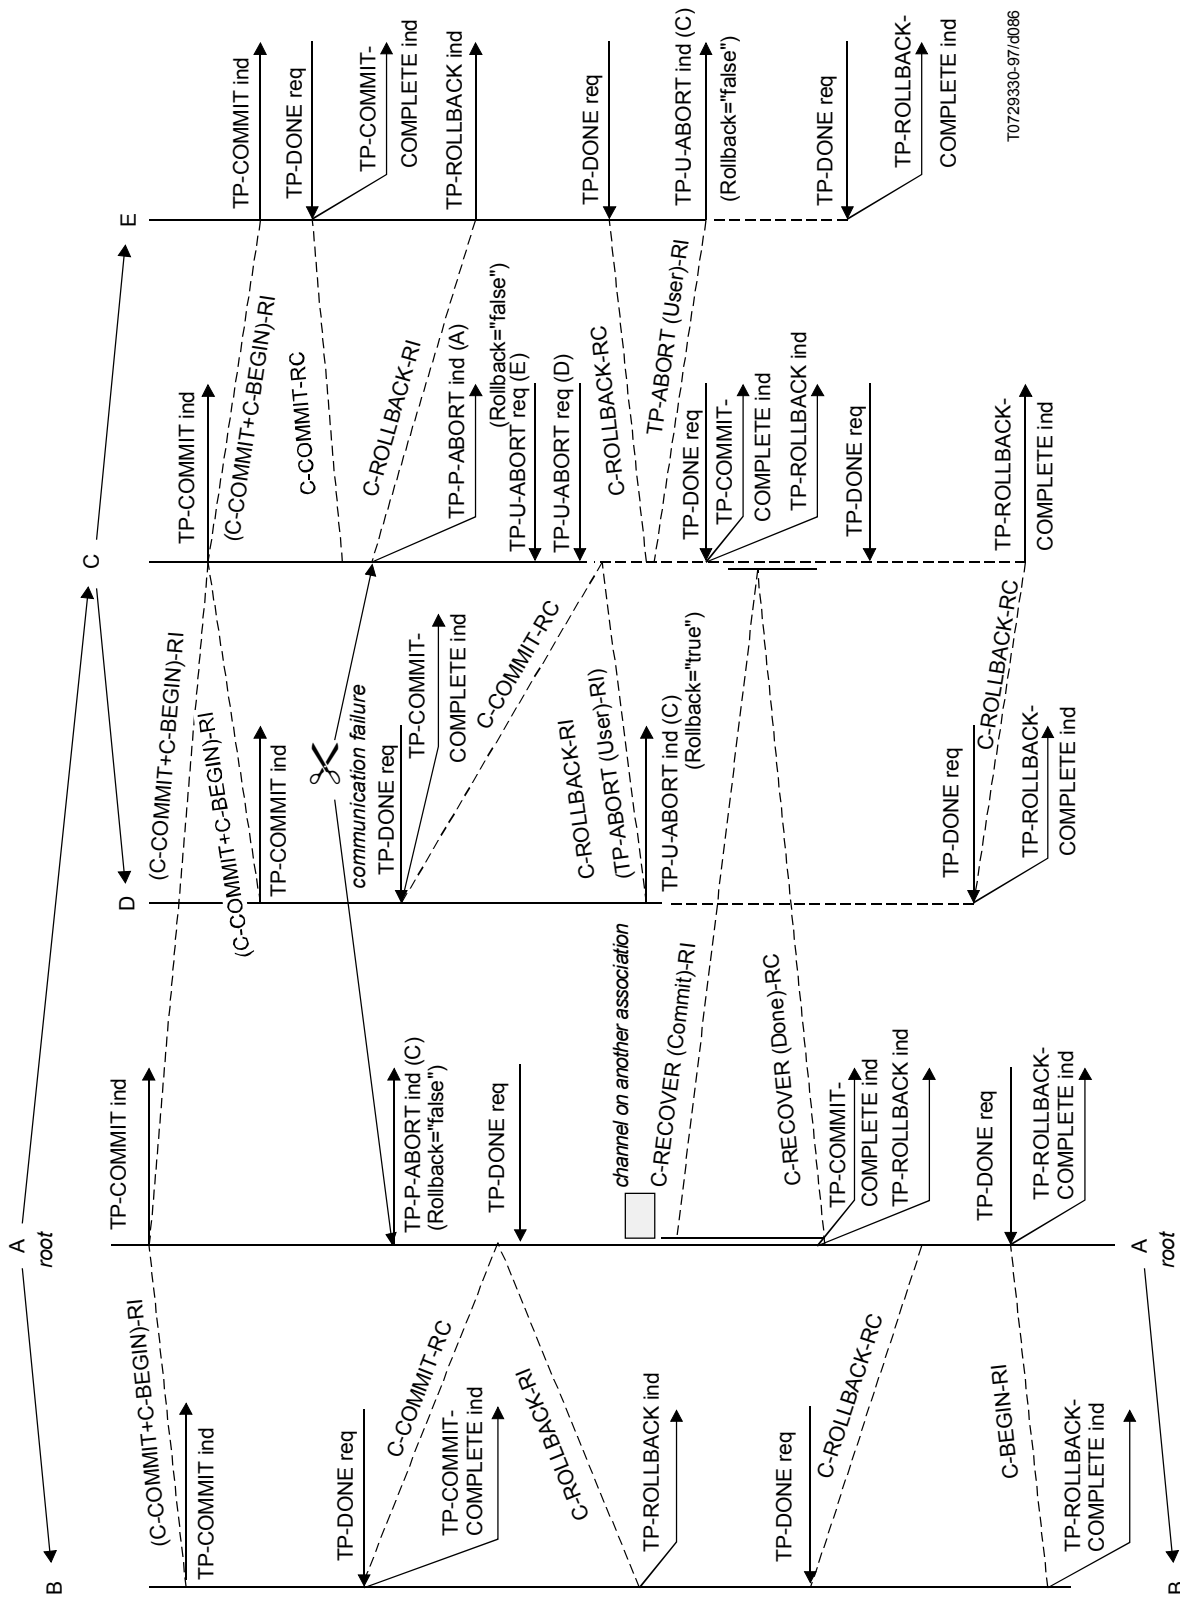 A
root
B
C
D
E
TP-COMMIT ind
(C-COMMIT+C-BEGIN)-RI
TP-COMMIT ind
TP-DONE req
C-COMMIT-RC
TP-COMMIT-
COMPLETE ind
C-ROLLBACK-RI
TP-ROLLBACK ind
TP-DONE req
C-ROLLBACK-RC
C-BEGIN-RI
TP-ROLLBACK-
COMPLETE ind
TP-P-ABORT ind (C)
(Rollback="false")
TP-DONE req
channel on another association
C-RECOVER (Commit)-RI
C-RECOVER (Done)-RC
TP-COMMIT-
COMPLETE ind
TP-ROLLBACK ind
TP-DONE req
TP-ROLLBACK-
COMPLETE ind
A
root
B
(C-COMMIT+C-BEGIN)-RI
(C-COMMIT+C-BEGIN)-RI
TP-COMMIT ind
communication failure
TP-DONE req
TP-COMMIT-
COMPLETE ind
C-COMMIT-RC
C-ROLLBACK-RI
(TP-ABORT (User)-RI)
TP-U-ABORT ind (C)
(Rollback="true")
TP-DONE req
C-ROLLBACK-RC
TP-ROLLBACK-
COMPLETE ind
TP-COMMIT ind
(C-COMMIT+C-BEGIN)-RI
C-COMMIT-RC
C-ROLLBACK-RI
TP-P-ABORT ind (A)
(Rollback="false")
TP-U-ABORT req (E)
TP-U-ABORT req (D)
C-ROLLBACK-RC
TP-ABORT (User)-RI
TP-DONE req
TP-COMMIT-
COMPLETE ind
TP-ROLLBACK ind
TP-DONE req
TP-ROLLBACK-
COMPLETE ind
TP-COMMIT ind
TP-DONE req
TP-COMMIT-
COMPLETE ind
TP-ROLLBACK ind
TP-DONE req
TP-U-ABORT ind (C)
(Rollback="false")
TP-DONE req
TP-ROLLBACK-
COMPLETE ind
T0729330-97/d086